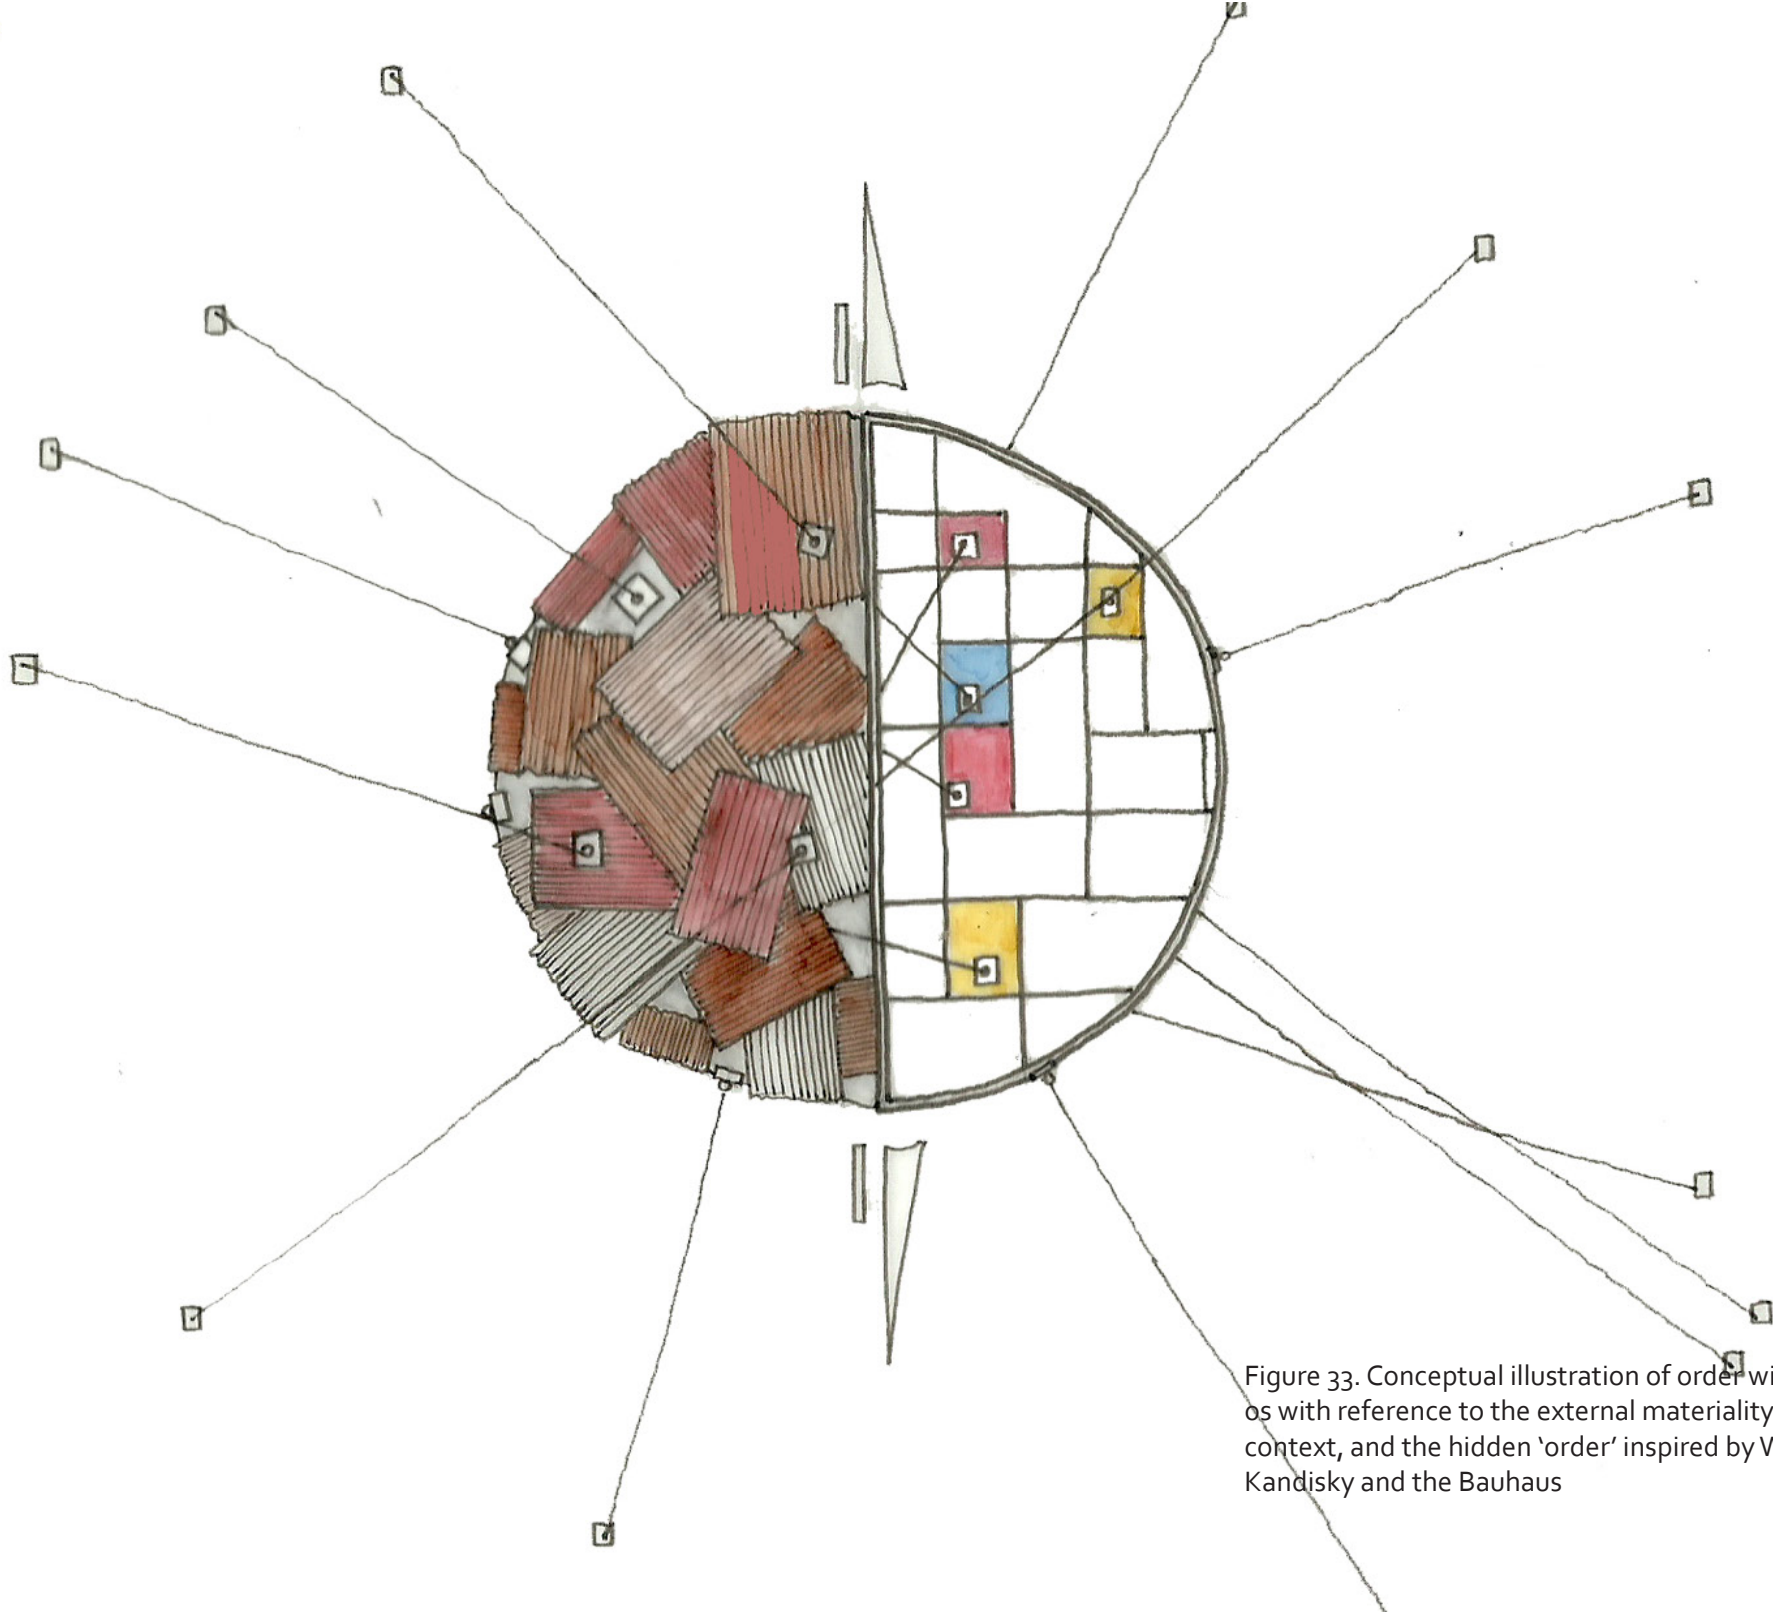 Figure 33. Conceptual illustration of order wi
os with reference to the external materiality
context, and the hidden ‘order’ inspired by
Kandisky and the Bauhaus